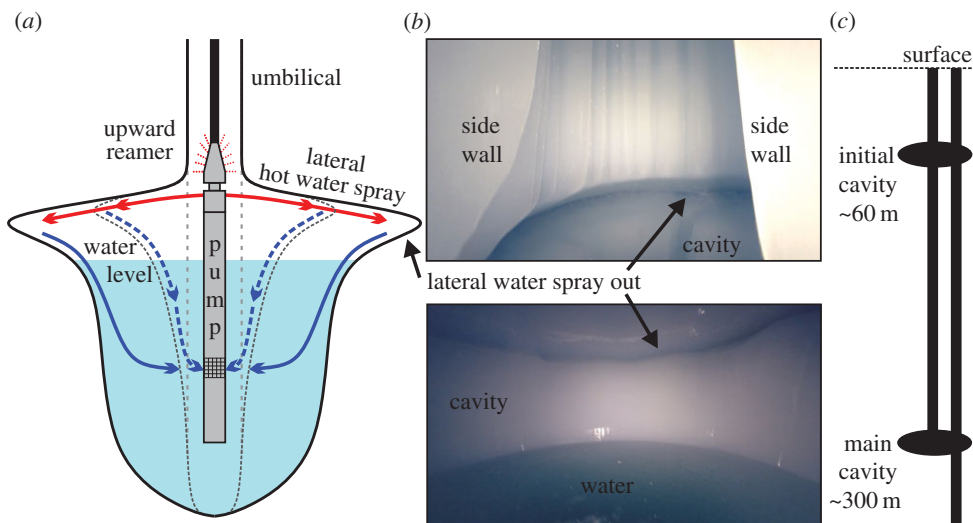 (a)
umbilical
upward
reamer
lateral
hot water spray
water
level
pump
(b)
side
wall
side
wall
cavity
lateral water spray out
cavity
water
(c)
surface
initial
cavity
~60 m
main
cavity
~300 m